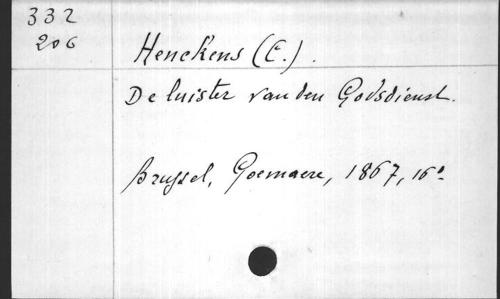 332
206
Henckens (E.).
De luister van den Godsdienst.
Brussel, Goemaere, 1867, 16°